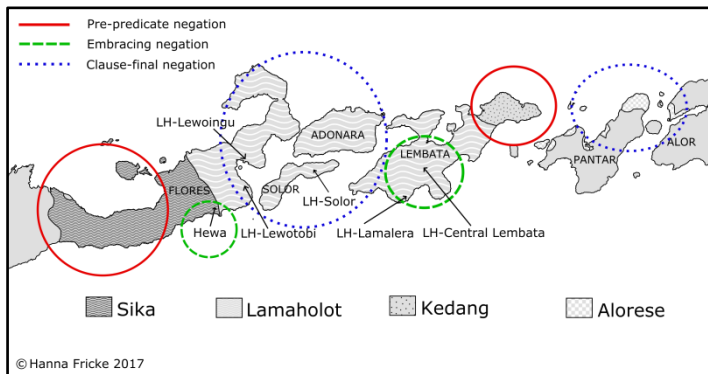 Pre-predicate negation
Embracing negation
Clause-final negation
LH-Lewoingu
ADONARA
LEMBATA
ALOR
PANTAR
FLORES
SOLOR
LH-Solor
Hewa
LH-Lewotobi
LH-Lamalera
LH-Central Lembata
Sika
Lamaholot
Kedang
Alorese
©Hanna Fricke 2017